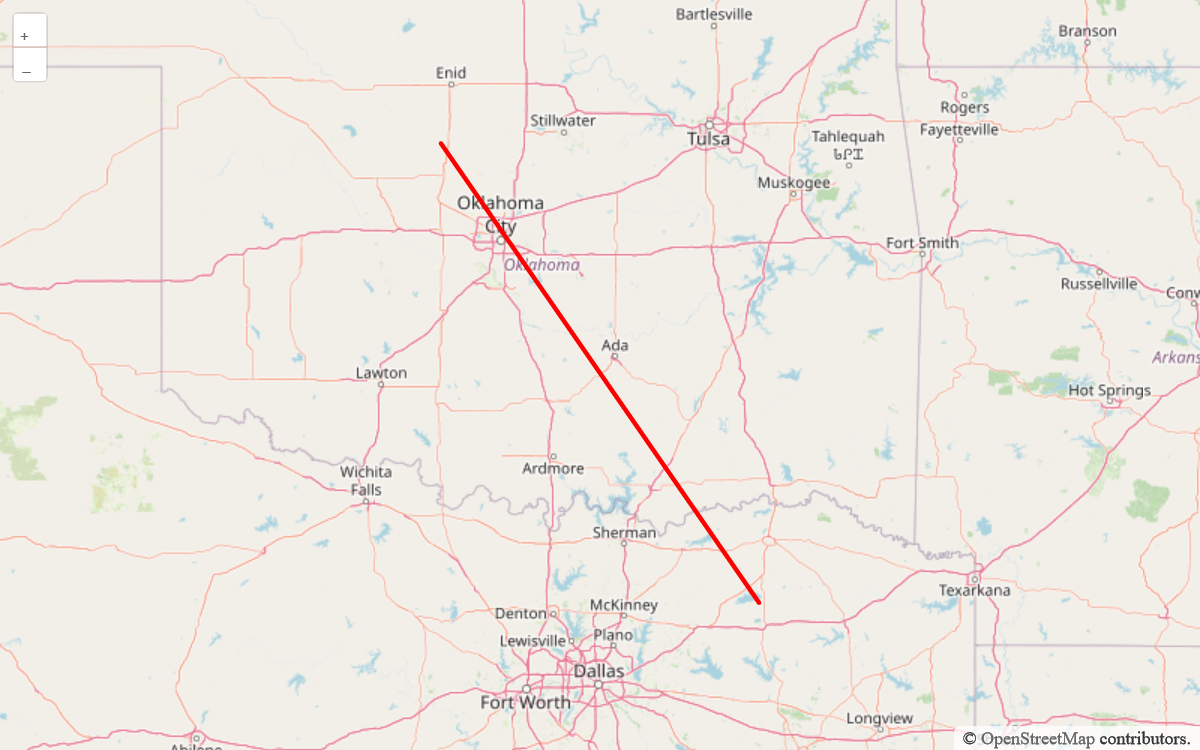 +
–
Bartlesville
Branson
Enid
Rogers
Stillwater
Fayetteville
Tulsa
Tahlequah
ᏓᎵᏆ
Muskogee
Oklahoma
City
Fort Smith
Oklahoma
Russellville
Conw
Ada
Arkans
Lawton
Hot Springs
Ardmore
Wichita
Falls
Sherman
Texarkana
McKinney
Denton
Plano
Lewisville
Dallas
Fort Worth
Longview
Abilene
© OpenStreetMap contributors.